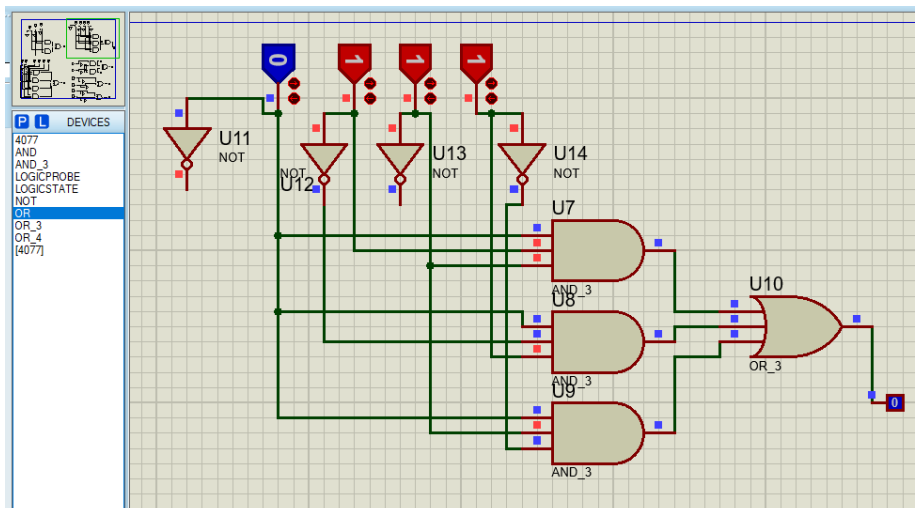 0 1 1 1
P L DEVICES
4077
AND
AND_3
LOGICPROBE
LOGICSTATE
NOT
OR
OR_3
OR_4
[4077]
U11
NOT
NOT
U12
U13
NOT
U14
NOT
U7
AND_3
U8
AND_3
U9
AND_3
U10
OR_3
0